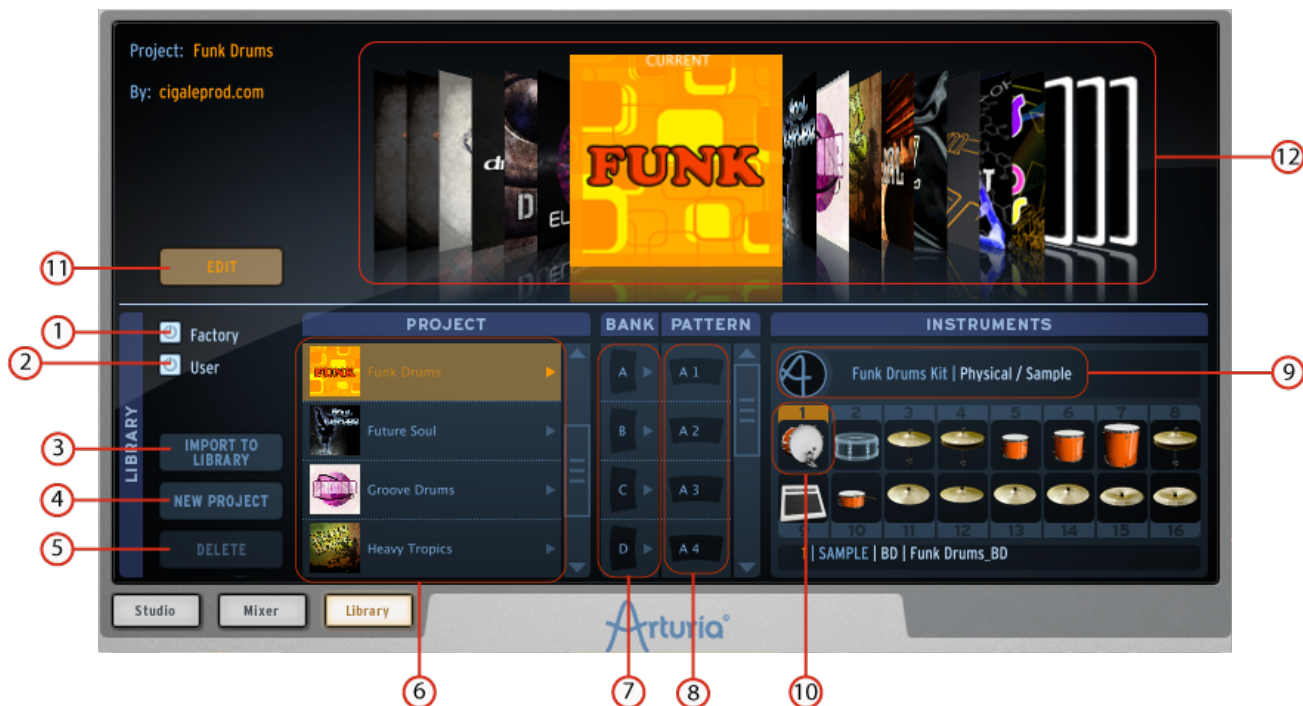 Project: Funk Drums
By: cigaleprod.com
CURRENT
FUNK
12
11
EDIT
1
Factory
2
User
LIBRARY
3
IMPORT TO
LIBRARY
4
NEW PROJECT
5
DELETE
PROJECT
Funk Drums
Future Soul
Groove Drums
Heavy Tropics
BANK
A
B
C
D
PATTERN
A 1
A 2
A 3
A 4
INSTRUMENTS
Funk Drums Kit | Physical / Sample
9
1 2 3 4 5 6 7 8
9 10 11 12 13 14 15 16
1 | SAMPLE | BD | Funk Drums_BD
Studio
Mixer
Library
Arturia©
6
7
8
10